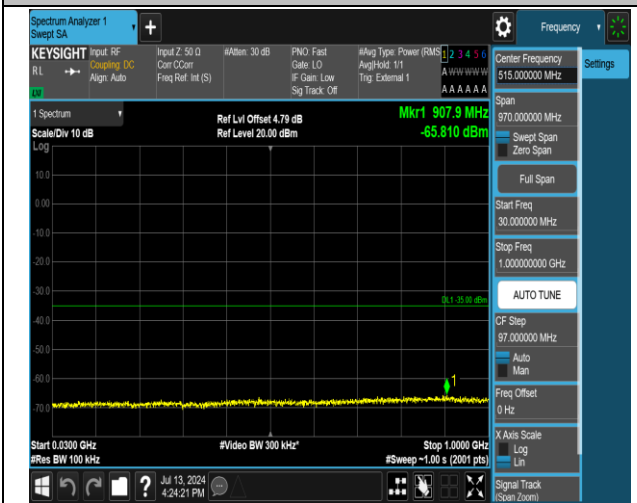 Spectrum Analyzer 1
Swept SA
Frequency
KEYSIGHT
Input: RF
Coupling: DC
Align: Auto
Input Z: 50 Ω
Corr CCorr
Freq Ref: Int (S)
#Atten: 30 dB
PNO: Fast
Gate: LO
IF Gain: Low
Sig Track: Off
#Avg Type: Power (RMS
Avg|Hold: 1/1
Trig: External 1
1 2 3 4 5 6
A W W W W W
A A A A A A
RL
LXI
1 Spectrum
Scale/Div 10 dB
Log
Ref Lvl Offset 4.79 dB
Ref Level 20.00 dBm
Mkr1 907.9 MHz
-65.810 dBm
10.0
0.00
-10.0
-20.0
-30.0
DL1 -35.00 dBm
-40.0
-50.0
-60.0
1
-70.0
Start 0.0300 GHz
#Res BW 100 kHz
#Video BW 300 kHz*
Stop 1.0000 GHz
#Sweep ~1.00 s (2001 pts)
Center Frequency
515.000000 MHz
Settings
Span
970.000000 MHz
Swept Span
Zero Span
Full Span
Start Freq
30.000000 MHz
Stop Freq
1.000000000 GHz
AUTO TUNE
CF Step
97.000000 MHz
Auto
Man
Freq Offset
0 Hz
X Axis Scale
Log
Lin
Signal Track
(Span Zoom)
?
Jul 13, 2024
4:24:21 PM